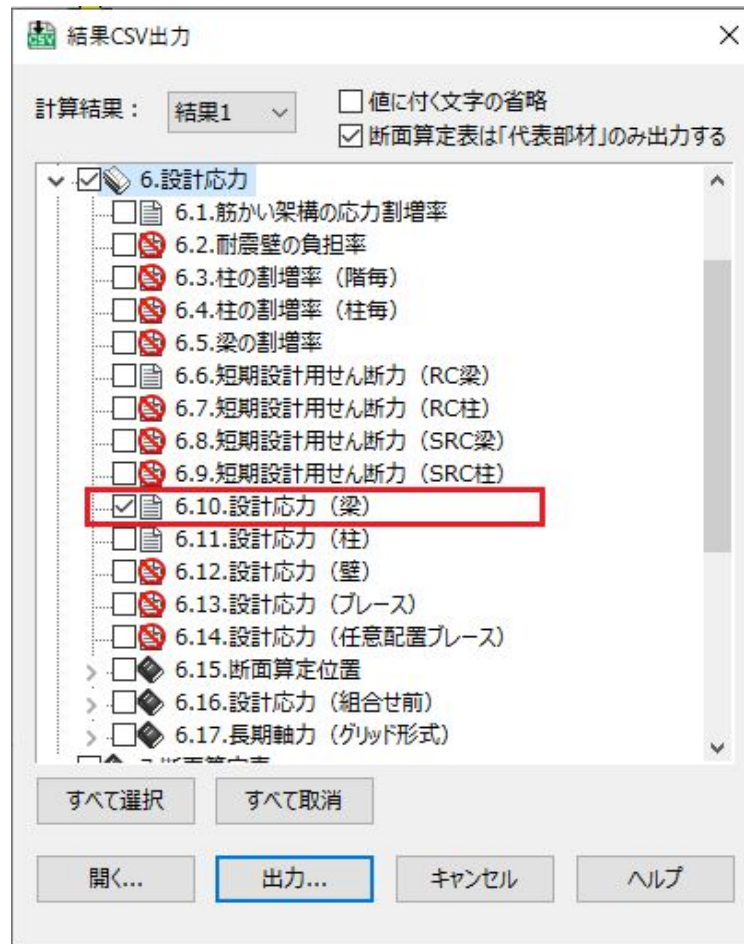 CSV
結果CSV出力
計算結果：
結果1
値に付く文字の省略
断面算定表は「代表部材」のみ出力する
6.設計応力
6.1.筋かい架構の応力割増率
6.2.耐震壁の負担率
6.3.柱の割増率（階毎）
6.4.柱の割増率（柱毎）
6.5.梁の割増率
6.6.短期設計用せん断力（RC梁）
6.7.短期設計用せん断力（RC柱）
6.8.短期設計用せん断力（SRC梁）
6.9.短期設計用せん断力（SRC柱）
6.10.設計応力（梁）
6.11.設計応力（柱）
6.12.設計応力（壁）
6.13.設計応力（ブレース）
6.14.設計応力（任意配置ブレース）
6.15.断面算定位置
6.16.設計応力（組合せ前）
6.17.長期軸力（グリッド形式）
すべて選択
すべて取消
開く...
出力...
キャンセル
ヘルプ